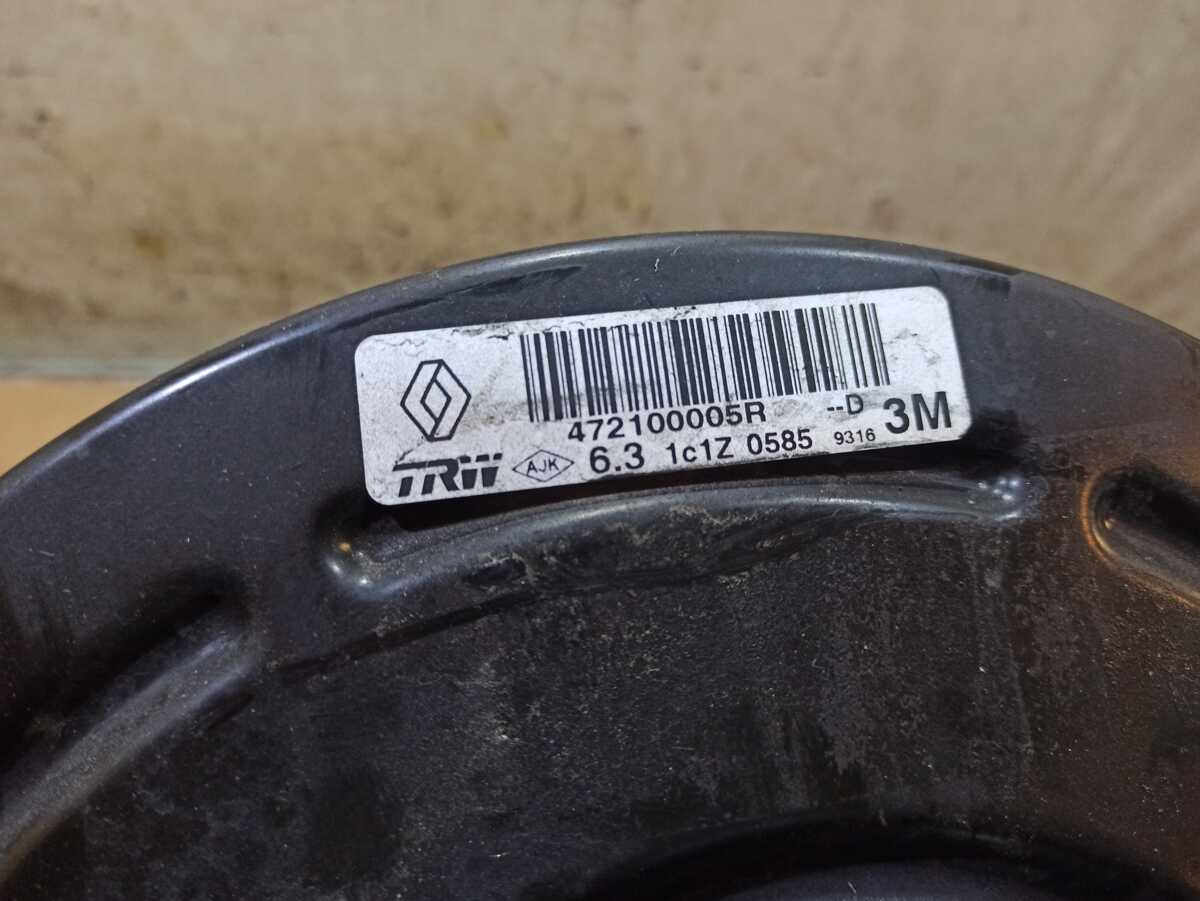 472100005R --D
TRW AJK 6.3 1c1Z 0585 9316 3M